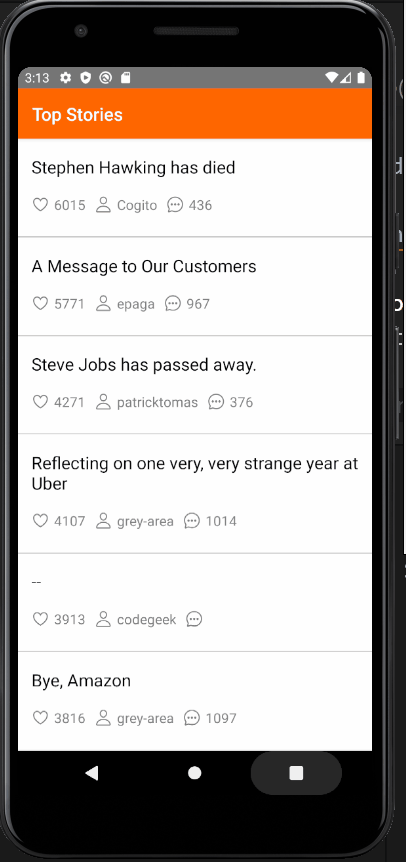 3:13
Top Stories
Stephen Hawking has died
6015 Cogito 436
A Message to Our Customers
5771 epaga 967
Steve Jobs has passed away.
4271 patricktomas 376
Reflecting on one very, very strange year at
Uber
4107 grey-area 1014
--
3913 codegeek
Bye, Amazon
3816 grey-area 1097